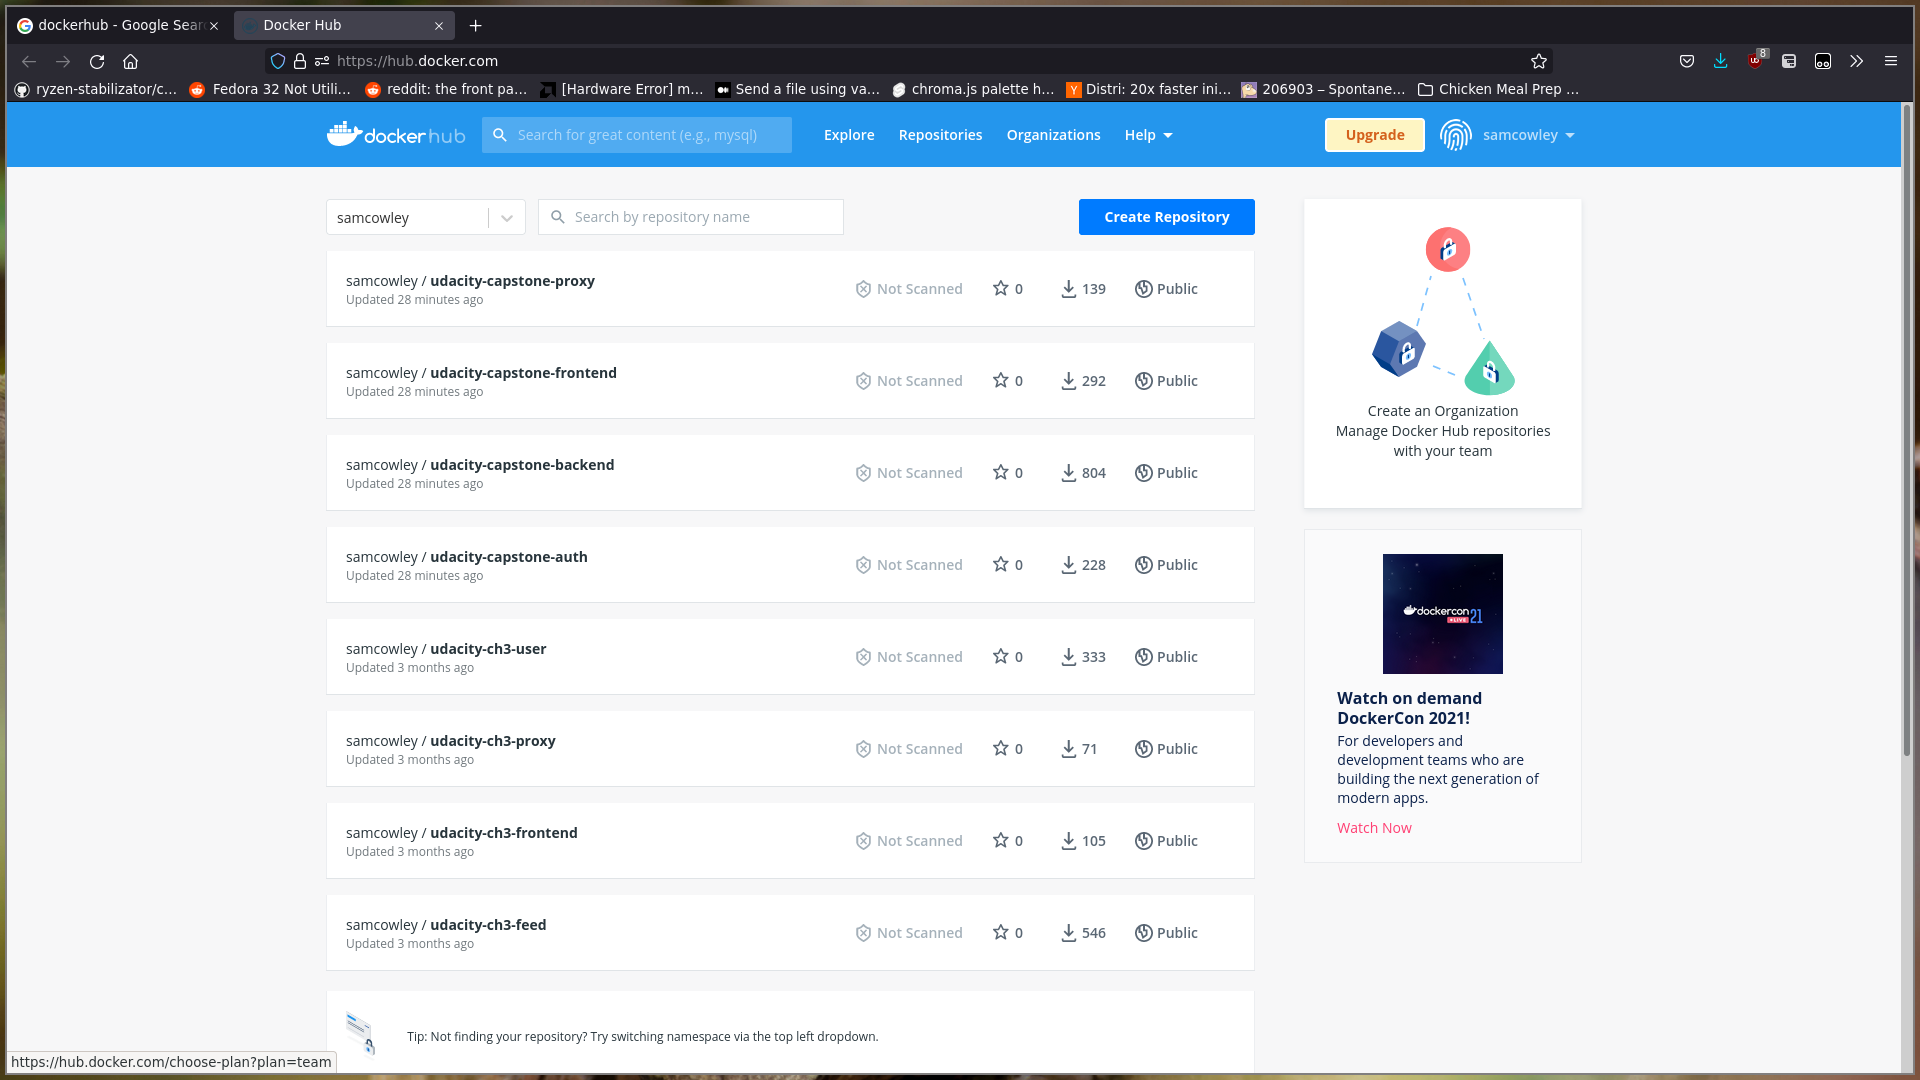 dockerhub - Google Sear
Docker Hub
https://hub.docker.com
8
ryzen-stabilizator/c...
Fedora 32 Not Utili...
reddit: the front pa...
[Hardware Error] m...
Send a file using va...
chroma.js palette h...
Distri: 20x faster ini...
206903 – Spontane...
Chicken Meal Prep ...
docker hub
Search for great content (e.g., mysql)
Explore
Repositories
Organizations
Help
Upgrade
samcowley
samcowley
Search by repository name
Create Repository
samcowley / udacity-capstone-proxy
Updated 28 minutes ago
Not Scanned
0
139
Public
samcowley / udacity-capstone-frontend
Updated 28 minutes ago
Not Scanned
0
292
Public
samcowley / udacity-capstone-backend
Updated 28 minutes ago
Not Scanned
0
804
Public
samcowley / udacity-capstone-auth
Updated 28 minutes ago
Not Scanned
0
228
Public
samcowley / udacity-ch3-user
Updated 3 months ago
Not Scanned
0
333
Public
samcowley / udacity-ch3-proxy
Updated 3 months ago
Not Scanned
0
71
Public
samcowley / udacity-ch3-frontend
Updated 3 months ago
Not Scanned
0
105
Public
samcowley / udacity-ch3-feed
Updated 3 months ago
Not Scanned
0
546
Public
Tip: Not finding your repository? Try switching namespace via the top left dropdown.
Create an Organization
Manage Docker Hub repositories
with your team
dockercon
LIVE 21
Watch on demand
DockerCon 2021!
For developers and
development teams who are
building the next generation of
modern apps.
Watch Now
https://hub.docker.com/choose-plan?plan=team